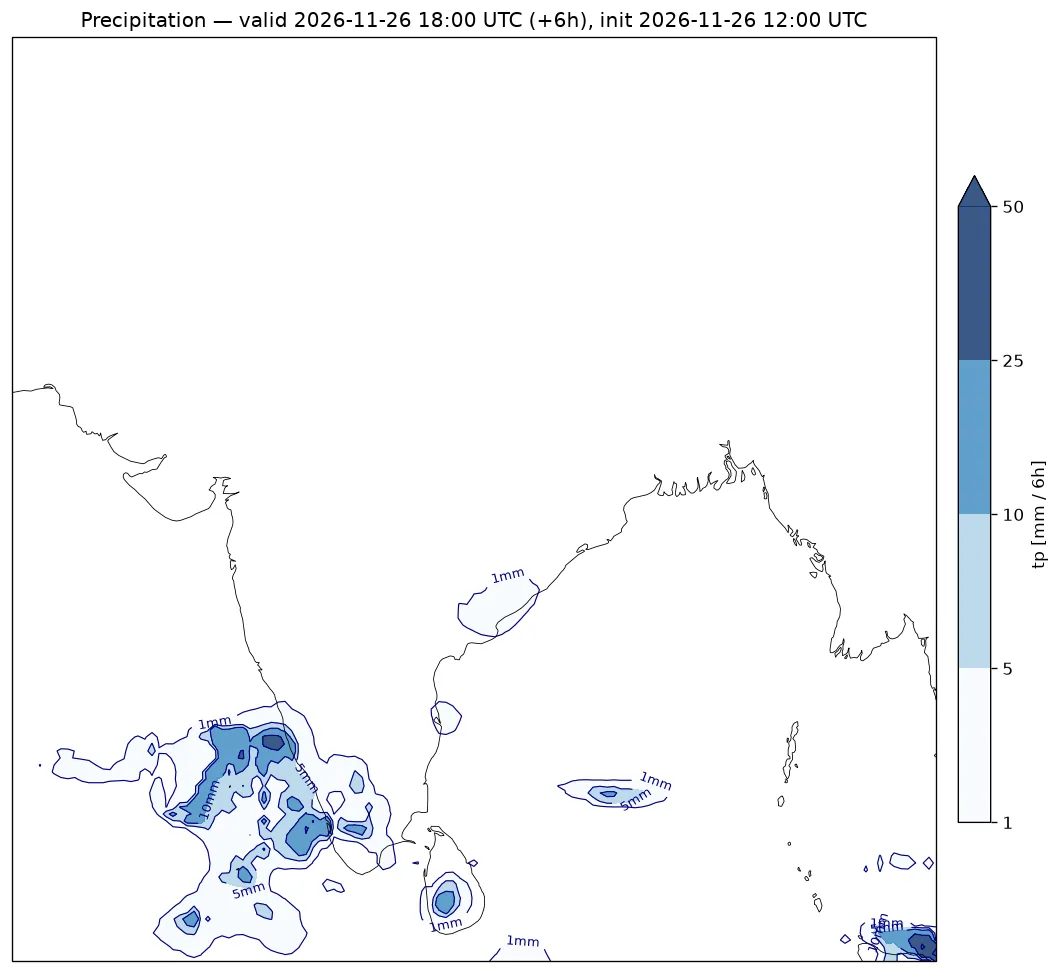 Precipitation — valid 2026-11-26 18:00 UTC (+6h), init 2026-11-26 12:00 UTC
50
25
10
5
1
tp [mm / 6h]
1mm
1mm
1mm
5mm
10mm
1mm
5mm
5mm
1mm
1mm
1mm